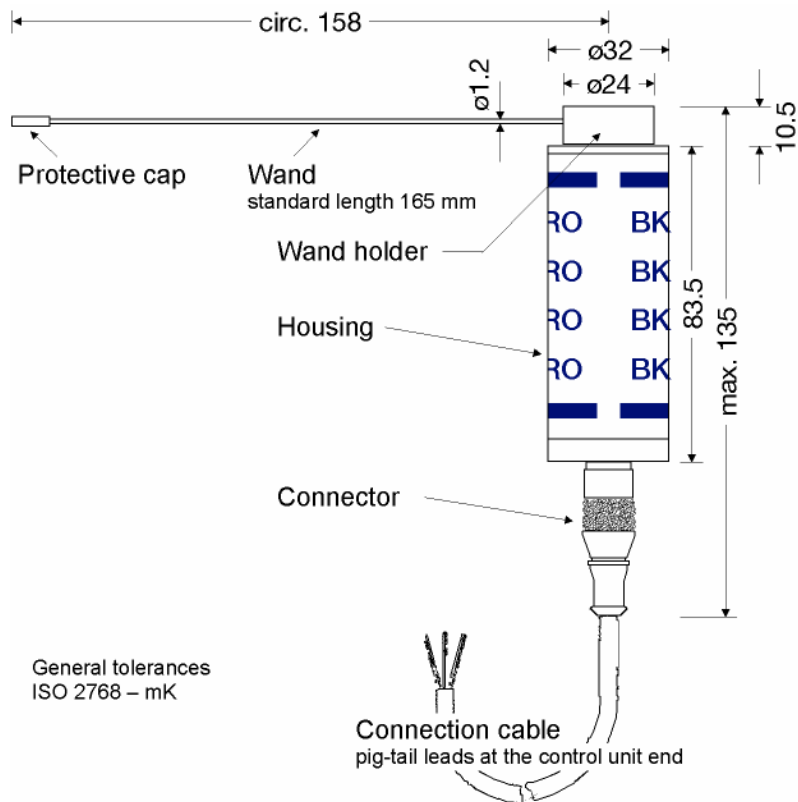 circ. 158
ø32
ø1.2
ø24
10.5
Protective cap
Wand
standard length 165 mm
Wand holder
RO BK
RO BK
RO BK
RO BK
Housing
83.5
max. 135
Connector
General tolerances
ISO 2768 – mK
Connection cable
pig-tail leads at the control unit end